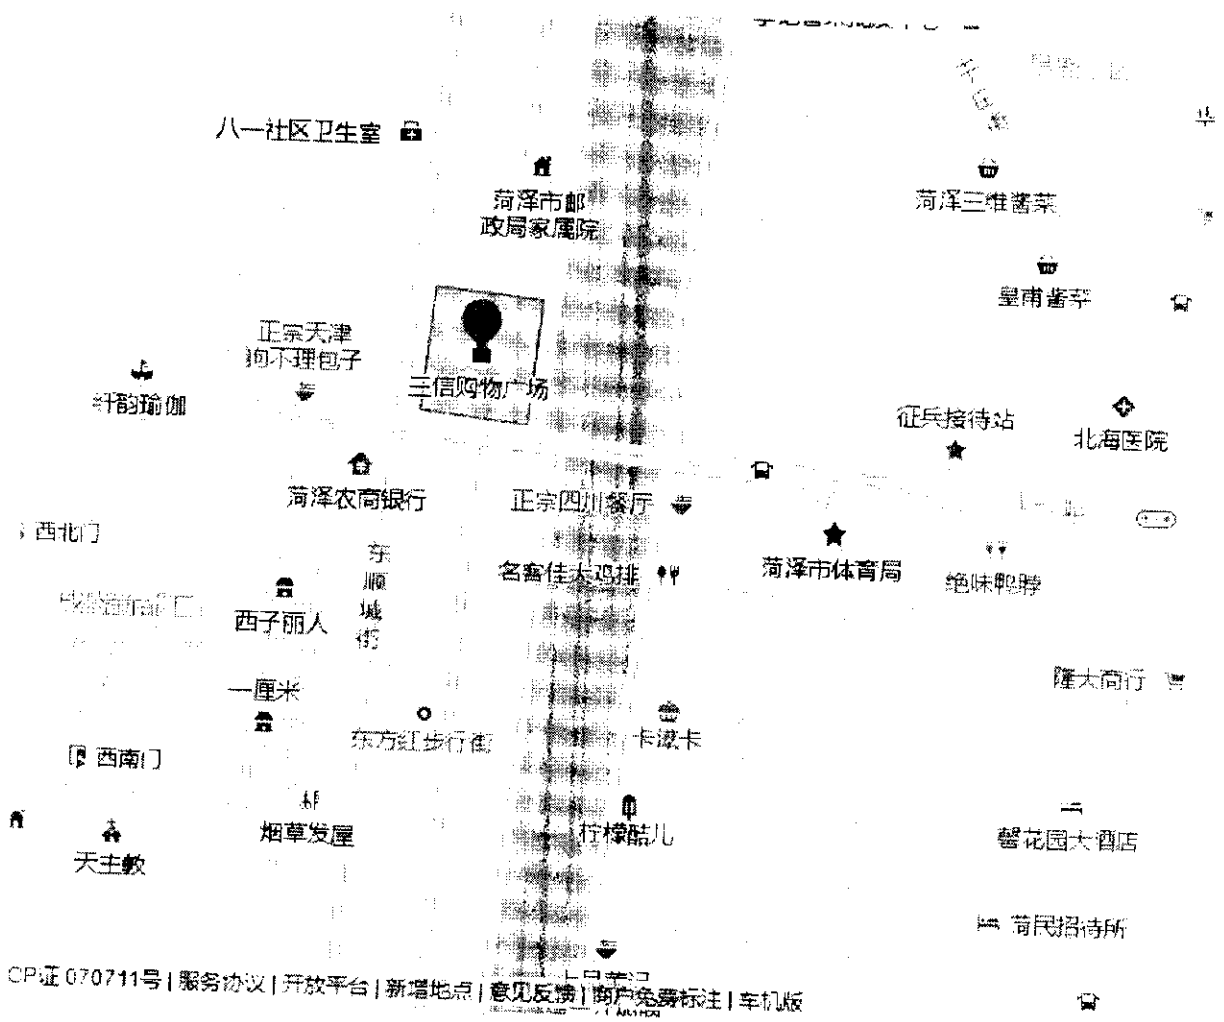 八一社区卫生室
菏泽市邮
政局家属院
菏泽三维酱菜
皇甫酱菜
正宗天津
狗不理包子
三信购物广场
纤韵瑜伽
征兵接待站
北海医院
菏泽农商银行
正宗四川餐厅
西北门
东顺城街
名客佳大鸡排
菏泽市体育局
绝味鸭脖
西子丽人
一厘米
隆大商行
东方红步行街
卡滋卡
西南门
烟草发屋
柠檬酷儿
天主教
馨花园大酒店
菏民招待所
CP证 070711号 | 服务协议 | 开放平台 | 新增地点 | 意见反馈 | 商户免费标注 | 车机版